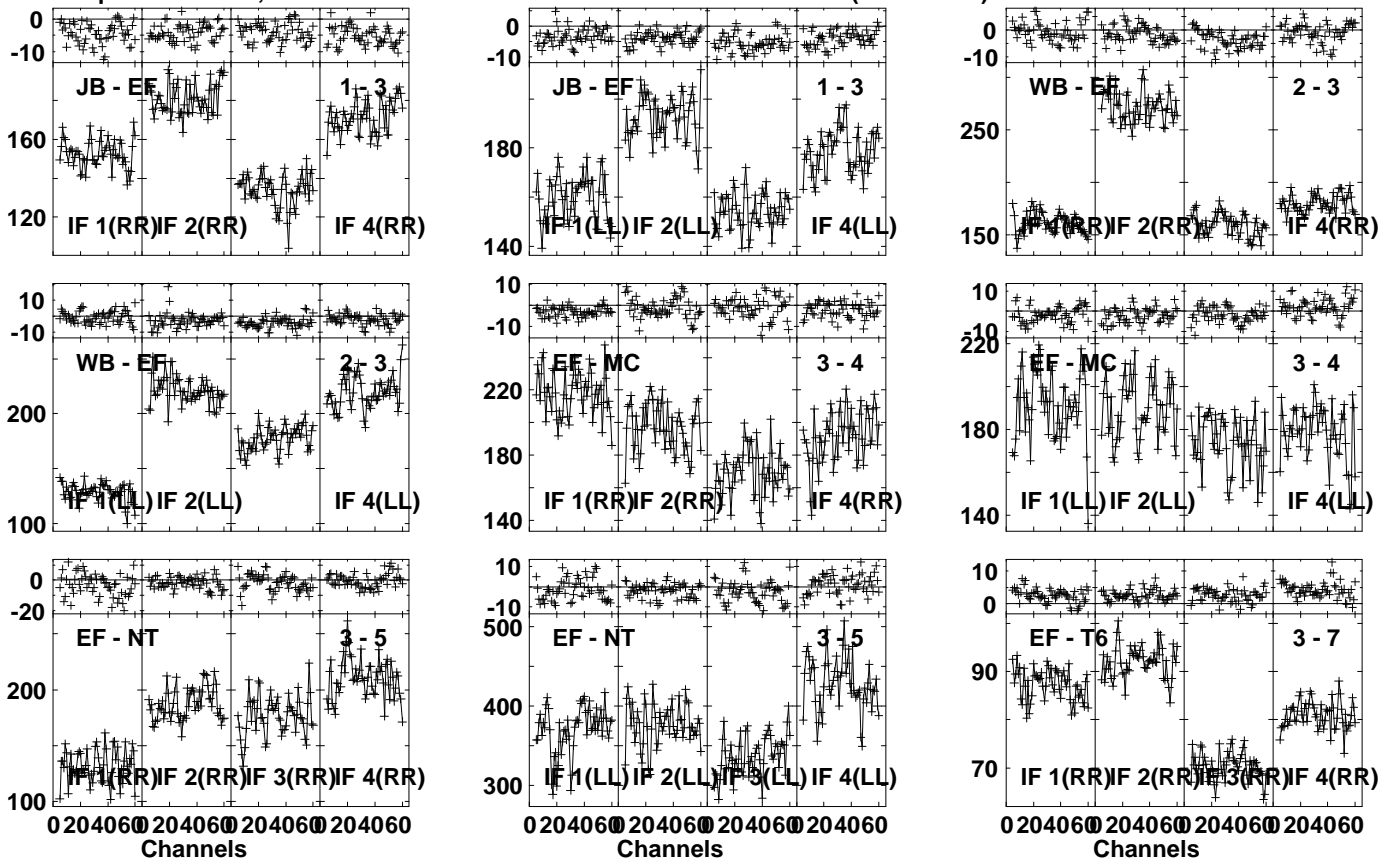 0
-10
JB - EF 1 - 3
160
120
IF 1(RR) IF 2(RR) IF 4(RR)
0
-10
JB - EF 1 - 3
180
140
IF 1(LL) IF 2(LL) IF 4(LL)
0
-10
WB - EF 2 - 3
250
150
IF 1(RR) IF 2(RR) IF 4(RR)
10
-10
WB - EF 2 - 3
200
100
IF 1(LL) IF 2(LL) IF 4(LL)
10
-10
EF - MC 3 - 4
220
180
140
IF 1(RR) IF 2(RR) IF 4(RR)
10
-10
220
EF - MC 3 - 4
180
140
IF 1(LL) IF 2(LL) IF 4(LL)
0
-20
EF - NT 3 - 5
200
100
IF 1(RR) IF 2(RR) IF 3(RR) IF 4(RR)
0 20 40 60 0 20 40 60 0 20 40 60 0 20 40 60
Channels
10
-10
EF - NT 3 - 5
500
400
300
IF 1(LL) IF 2(LL) IF 3(LL) IF 4(LL)
0 20 40 60 0 20 40 60 0 20 40 60 0 20 40 60
Channels
10
0
EF - T6 3 - 7
90
70
IF 1(RR) IF 2(RR) IF 3(RR) IF 4(RR)
0 20 40 60 0 20 40 60 0 20 40 60 0 20 40 60
Channels